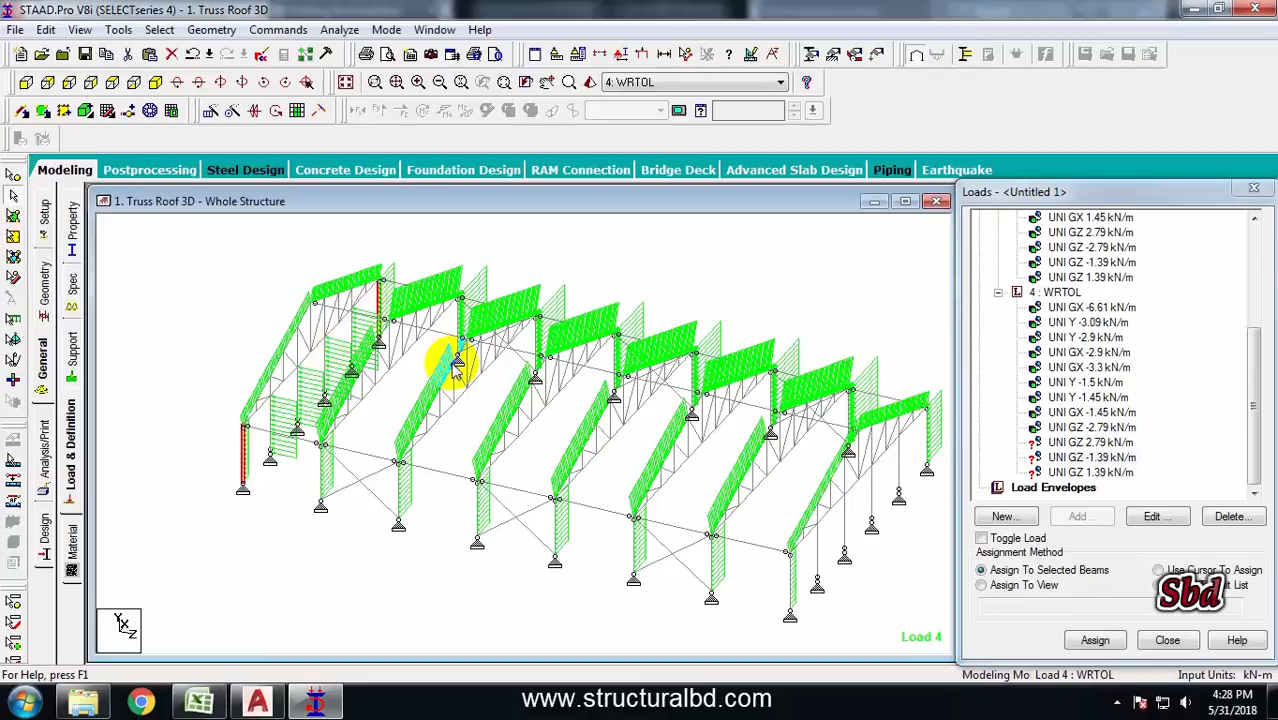 STAAD.Pro V8i (SELECTseries 4) - 1. Truss Roof 3D
File Edit View Tools Select Geometry Commands Analyze Mode Window Help
4: WRTOL
Modeling Postprocessing Steel Design Concrete Design Foundation Design RAM Connection Bridge Deck Advanced Slab Design Piping Earthquake
1. Truss Roof 3D - Whole Structure
Loads - <Untitled 1>
Setup
Geometry
General
Analysis/Print
Design
Property
Spec
Support
Load & Definition
Material
Load 4
UNI GX 1.45 kN/m
UNI GZ 2.79 kN/m
UNI GZ -2.79 kN/m
UNI GZ -1.39 kN/m
UNI GZ 1.39 kN/m
4 : WRTOL
UNI GX -6.61 kN/m
UNI Y -3.09 kN/m
UNI Y -2.9 kN/m
UNI GX -2.9 kN/m
UNI GX -3.3 kN/m
UNI Y -1.5 kN/m
UNI Y -1.45 kN/m
UNI GX -1.45 kN/m
UNI GZ -2.79 kN/m
UNI GZ 2.79 kN/m
UNI GZ -1.39 kN/m
UNI GZ 1.39 kN/m
Load Envelopes
New... Add... Edit ... Delete...
Toggle Load
Assignment Method
Assign To Selected Beams Use Cursor To Assign
Assign To View t List
Sbd
Assign Close Help
For Help, press F1
Modeling Mo Load 4 : WRTOL Input Units: kN-m
www.structuralbd.com
4:28 PM
5/31/2018